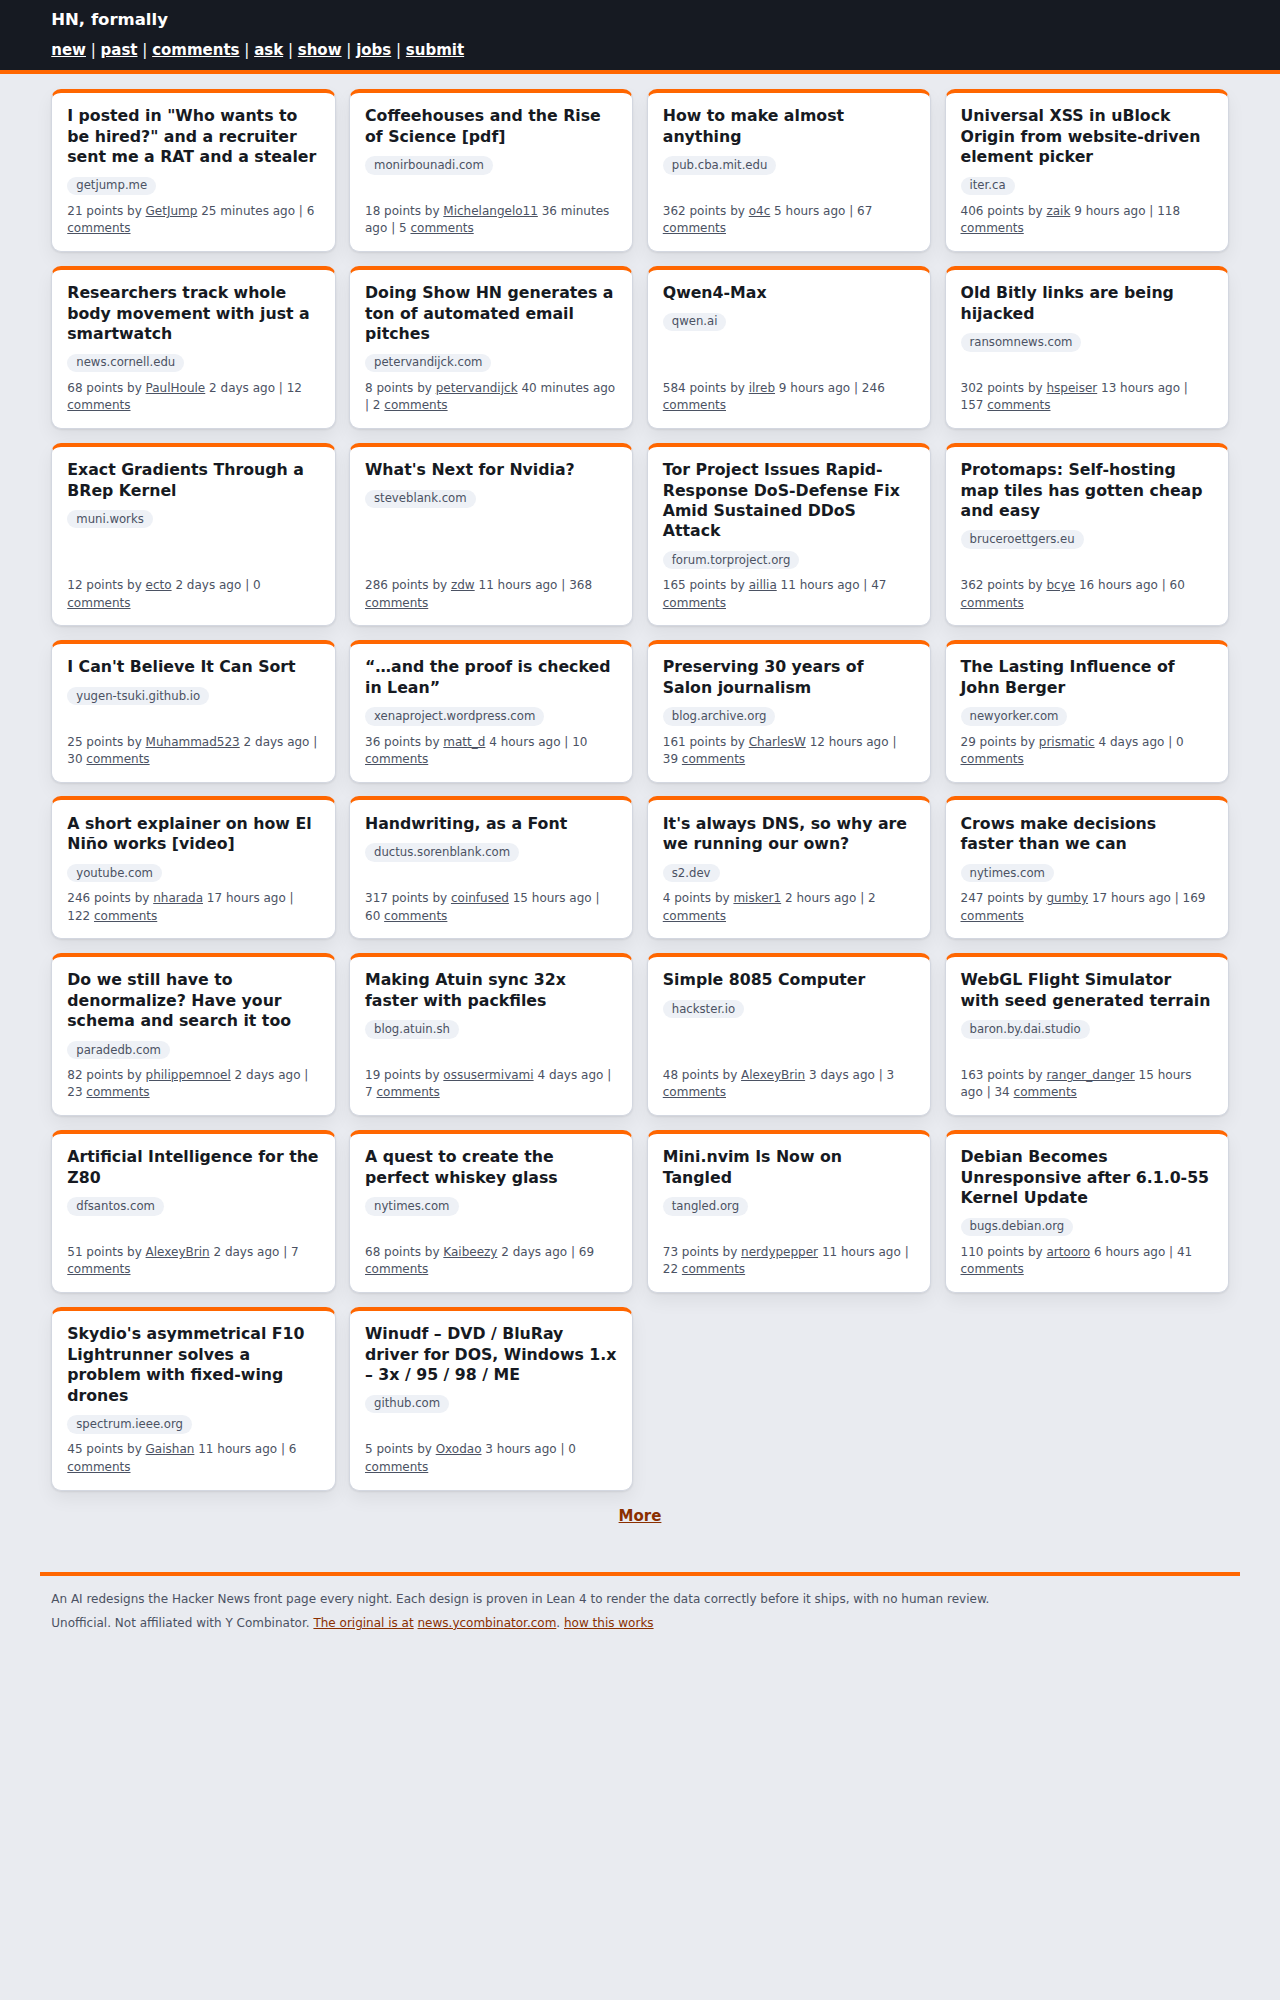 HN, formally
new | past | comments | ask | show | jobs | submit
I posted in "Who wants to
be hired?" and a recruiter
sent me a RAT and a stealer
getjump.me
21 points by GetJump 25 minutes ago | 6
comments
Coffeehouses and the Rise
of Science [pdf]
monirbounadi.com
18 points by Michelangelo11 36 minutes
ago | 5 comments
How to make almost
anything
pub.cba.mit.edu
362 points by o4c 5 hours ago | 67
comments
Universal XSS in uBlock
Origin from website-driven
element picker
iter.ca
406 points by zaik 9 hours ago | 118
comments
Researchers track whole
body movement with just a
smartwatch
news.cornell.edu
68 points by PaulHoule 2 days ago | 12
comments
Doing Show HN generates a
ton of automated email
pitches
petervandijck.com
8 points by petervandijck 40 minutes ago
| 2 comments
Qwen4-Max
qwen.ai
584 points by ilreb 9 hours ago | 246
comments
Old Bitly links are being
hijacked
ransomnews.com
302 points by hspeiser 13 hours ago |
157 comments
Exact Gradients Through a
BRep Kernel
muni.works
12 points by ecto 2 days ago | 0
comments
What's Next for Nvidia?
steveblank.com
286 points by zdw 11 hours ago | 368
comments
Tor Project Issues Rapid-
Response DoS-Defense Fix
Amid Sustained DDoS
Attack
forum.torproject.org
165 points by aillia 11 hours ago | 47
comments
Protomaps: Self-hosting
map tiles has gotten cheap
and easy
bruceroettgers.eu
362 points by bcye 16 hours ago | 60
comments
I Can't Believe It Can Sort
yugen-tsuki.github.io
25 points by Muhammad523 2 days ago |
30 comments
“…and the proof is checked
in Lean”
xenaproject.wordpress.com
36 points by matt_d 4 hours ago | 10
comments
Preserving 30 years of
Salon journalism
blog.archive.org
161 points by CharlesW 12 hours ago |
39 comments
The Lasting Influence of
John Berger
newyorker.com
29 points by prismatic 4 days ago | 0
comments
A short explainer on how El
Niño works [video]
youtube.com
246 points by nharada 17 hours ago |
122 comments
Handwriting, as a Font
ductus.sorenblank.com
317 points by coinfused 15 hours ago |
60 comments
It's always DNS, so why are
we running our own?
s2.dev
4 points by misker1 2 hours ago | 2
comments
Crows make decisions
faster than we can
nytimes.com
247 points by gumby 17 hours ago | 169
comments
Do we still have to
denormalize? Have your
schema and search it too
paradedb.com
82 points by philippemnoel 2 days ago |
23 comments
Making Atuin sync 32x
faster with packfiles
blog.atuin.sh
19 points by ossusermivami 4 days ago |
7 comments
Simple 8085 Computer
hackster.io
48 points by AlexeyBrin 3 days ago | 3
comments
WebGL Flight Simulator
with seed generated terrain
baron.by.dai.studio
163 points by ranger_danger 15 hours
ago | 34 comments
Artificial Intelligence for the
Z80
dfsantos.com
51 points by AlexeyBrin 2 days ago | 7
comments
A quest to create the
perfect whiskey glass
nytimes.com
68 points by Kaibeezy 2 days ago | 69
comments
Mini.nvim Is Now on
Tangled
tangled.org
73 points by nerdypepper 11 hours ago |
22 comments
Debian Becomes
Unresponsive after 6.1.0-55
Kernel Update
bugs.debian.org
110 points by artooro 6 hours ago | 41
comments
Skydio's asymmetrical F10
Lightrunner solves a
problem with fixed-wing
drones
spectrum.ieee.org
45 points by Gaishan 11 hours ago | 6
comments
Winudf – DVD / BluRay
driver for DOS, Windows 1.x
– 3x / 95 / 98 / ME
github.com
5 points by Oxodao 3 hours ago | 0
comments
More
An AI redesigns the Hacker News front page every night. Each design is proven in Lean 4 to render the data correctly before it ships, with no human review.
Unofficial. Not affiliated with Y Combinator. The original is at news.ycombinator.com. how this works